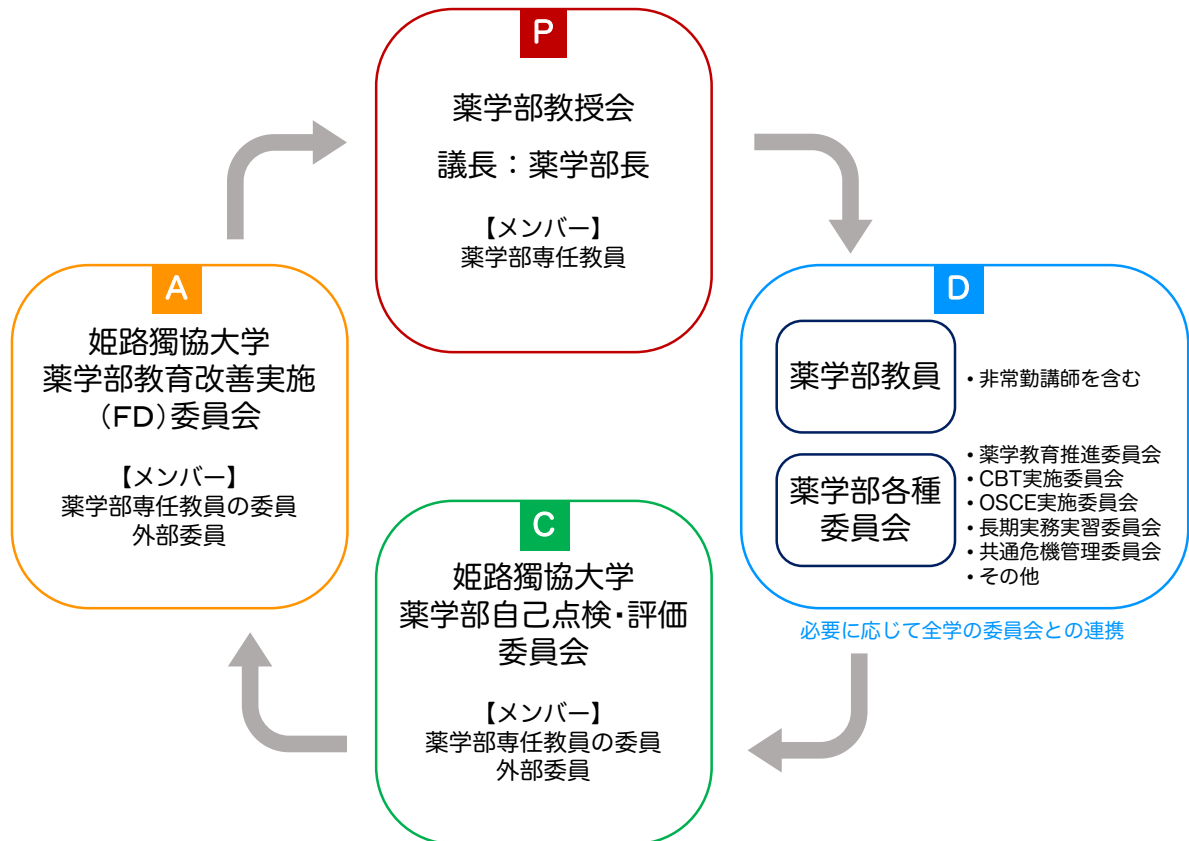 P
薬学部教授会
議長：薬学部長
【メンバー】
薬学部専任教員
D
薬学部教員
・非常勤講師を含む
薬学部各種
委員会
・薬学教育推進委員会
・CBT実施委員会
・OSCE実施委員会
・長期実務実習委員会
・共通危機管理委員会
・その他
必要に応じて全学の委員会との連携
C
姫路獨協大学
薬学部自己点検・評価
委員会
【メンバー】
薬学部専任教員の委員
外部委員
A
姫路獨協大学
薬学部教育改善実施
（FD）委員会
【メンバー】
薬学部専任教員の委員
外部委員